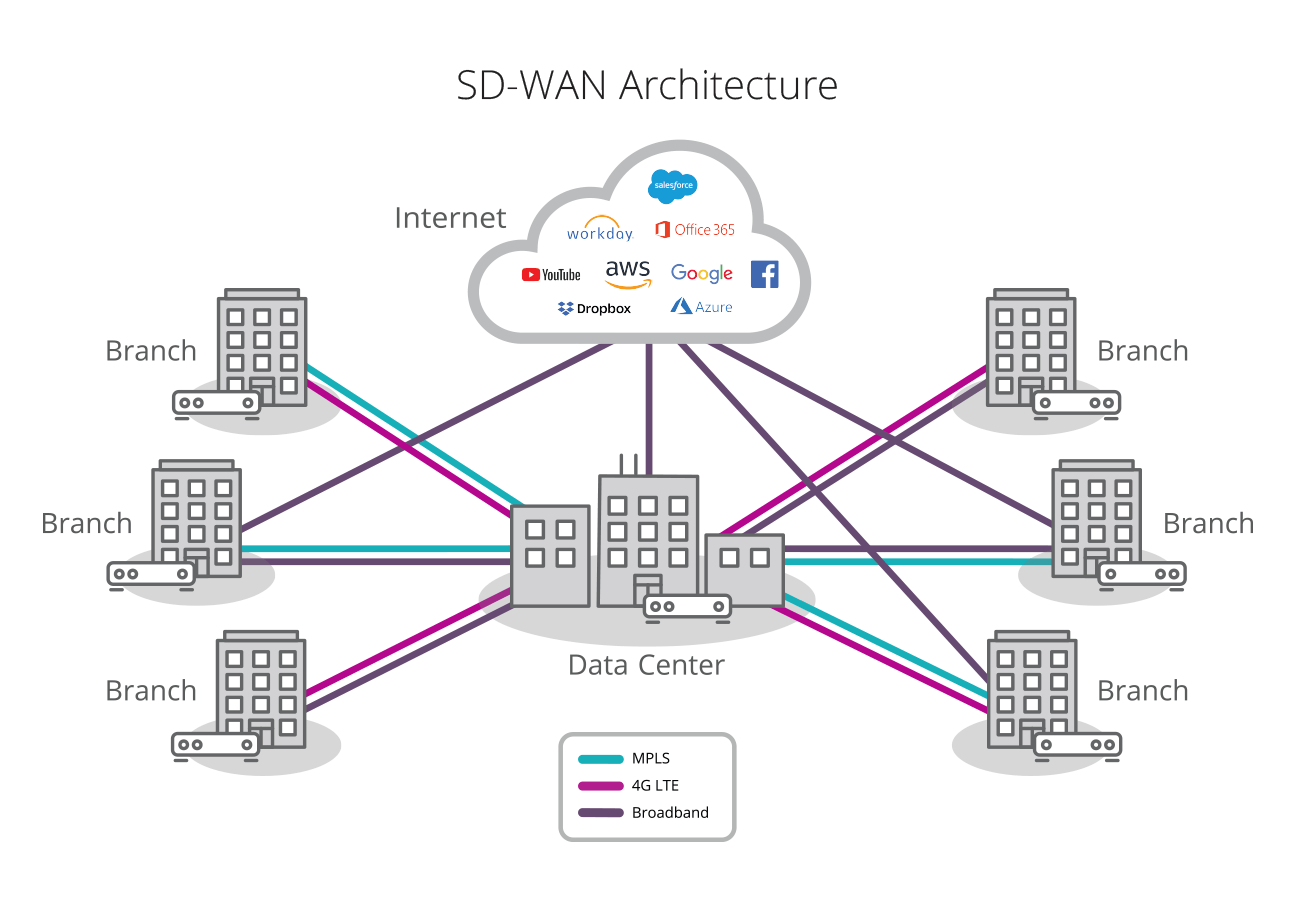 SD-WAN Architecture
Internet
salesforce
workday.
Office 365
YouTube
aws
Google
Dropbox
Azure
Branch
Branch
Branch
Branch
Branch
Branch
Data Center
MPLS
4G LTE
Broadband